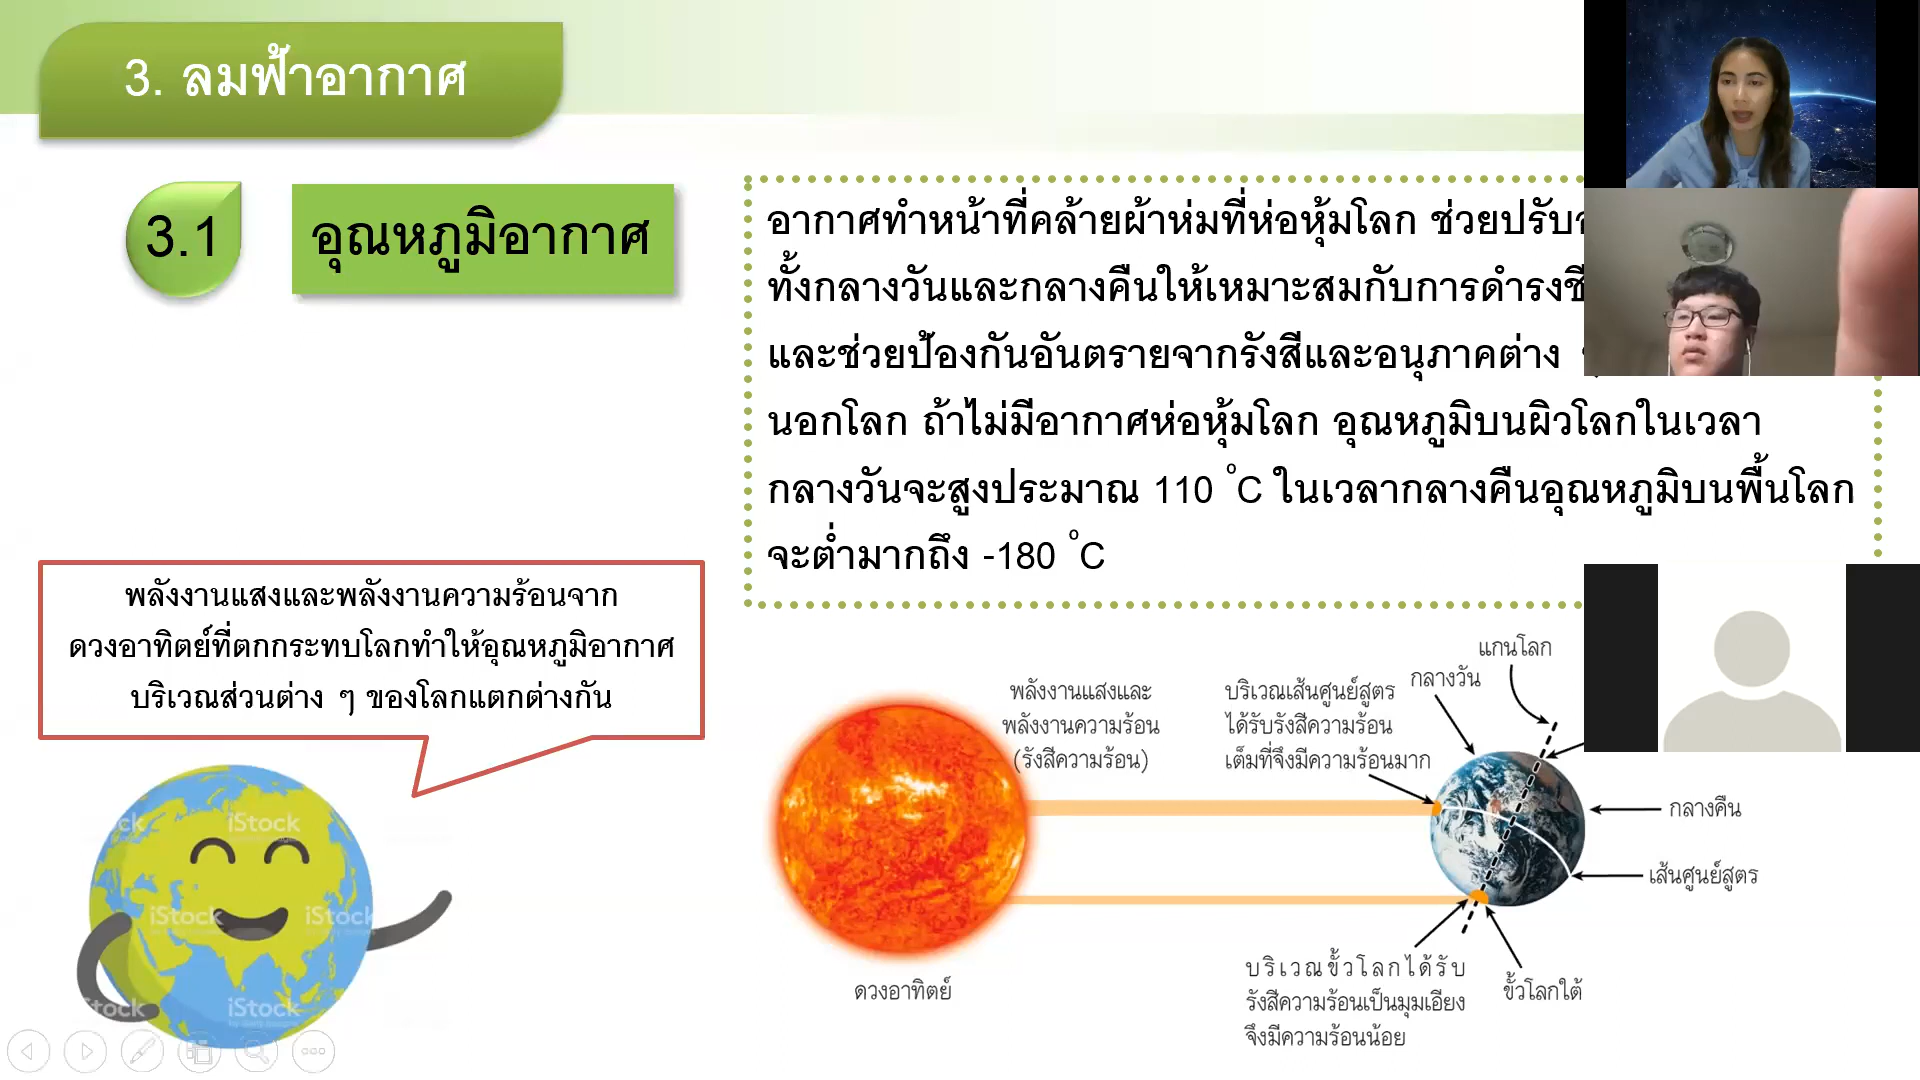 3. ลมฟ้าอากาศ
3.1
อุณหภูมิอากาศ
อากาศทำหน้าที่คล้ายผ้าห่มที่ห่อหุ้มโลก ช่วยปรับ
ทั้งกลางวันและกลางคืนให้เหมาะสมกับการดำรง
และช่วยป้องกันอันตรายจากรังสีและอนุภาคต่าง
นอกโลก ถ้าไม่มีอากาศห่อหุ้มโลก อุณหภูมิบนผิวโลกในเวลา
กลางวันจะสูงประมาณ 110 °C ในเวลากลางคืนอุณหภูมิบนพื้นโลก
จะต่ำมากถึง -180 °C
พลังงานแสงและพลังงานความร้อนจาก
ดวงอาทิตย์ที่ตกกระทบโลกทำให้อุณหภูมิอากาศ
บริเวณส่วนต่าง ๆ ของโลกแตกต่างกัน
พลังงานแสงและ
พลังงานความร้อน
(รังสีความร้อน)
บริเวณเส้นศูนย์สูตร
ได้รับรังสีความร้อน
เต็มที่จึงมีความร้อนมาก
กลางวัน
แกนโลก
กลางคืน
เส้นศูนย์สูตร
ดวงอาทิตย์
บริเวณขั้วโลกได้รับ
รังสีความร้อนเป็นมุมเอียง
จึงมีความร้อนน้อย
ขั้วโลกใต้
iStock
iStock
iStock
iStock